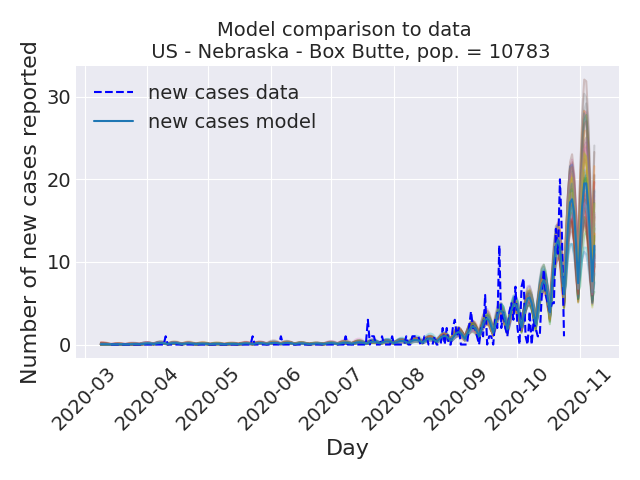 Model comparison to data
US - Nebraska - Box Butte, pop. = 10783
Number of new cases reported
30
20
10
0
new cases data
new cases model
2020-03
2020-04
2020-05
2020-06
2020-07
2020-08
2020-09
2020-10
2020-11
Day